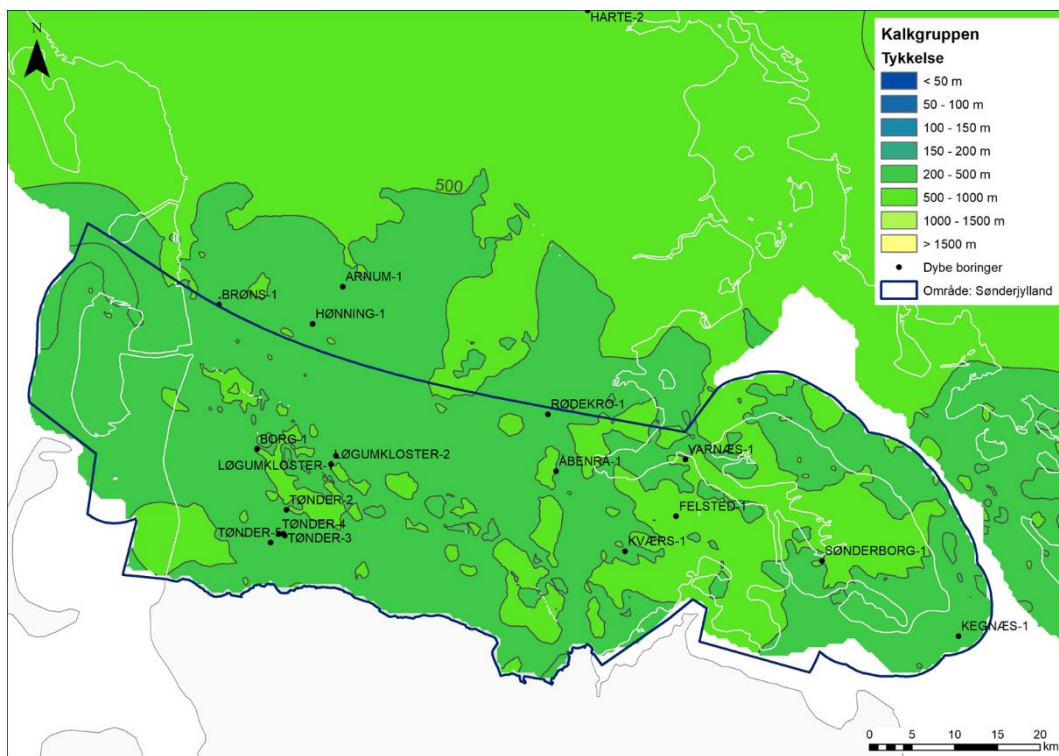 HARTE-2
N
Kalkgruppen
Tykkelse
< 50 m
50 - 100 m
100 - 150 m
150 - 200 m
200 - 500 m
500 - 1000 m
1000 - 1500 m
> 1500 m
Dybe boringer
Område: Sønderjylland
500
ARNUM-1
BRØNS-1
HØNNING-1
RØDEKRO-1
BORG-1
LØGUMKLOSTER-2
VARNÆS-1
LØGUMKLOSTER-
ÅBENRA-1
TØNDER-2
FELSTED-1
TØNDER-4
TØNDER-5
TØNDER-3
KVÆRS-1
SØNDERBORG-1
KEGNÆS-1
0 5 10 15 20
km